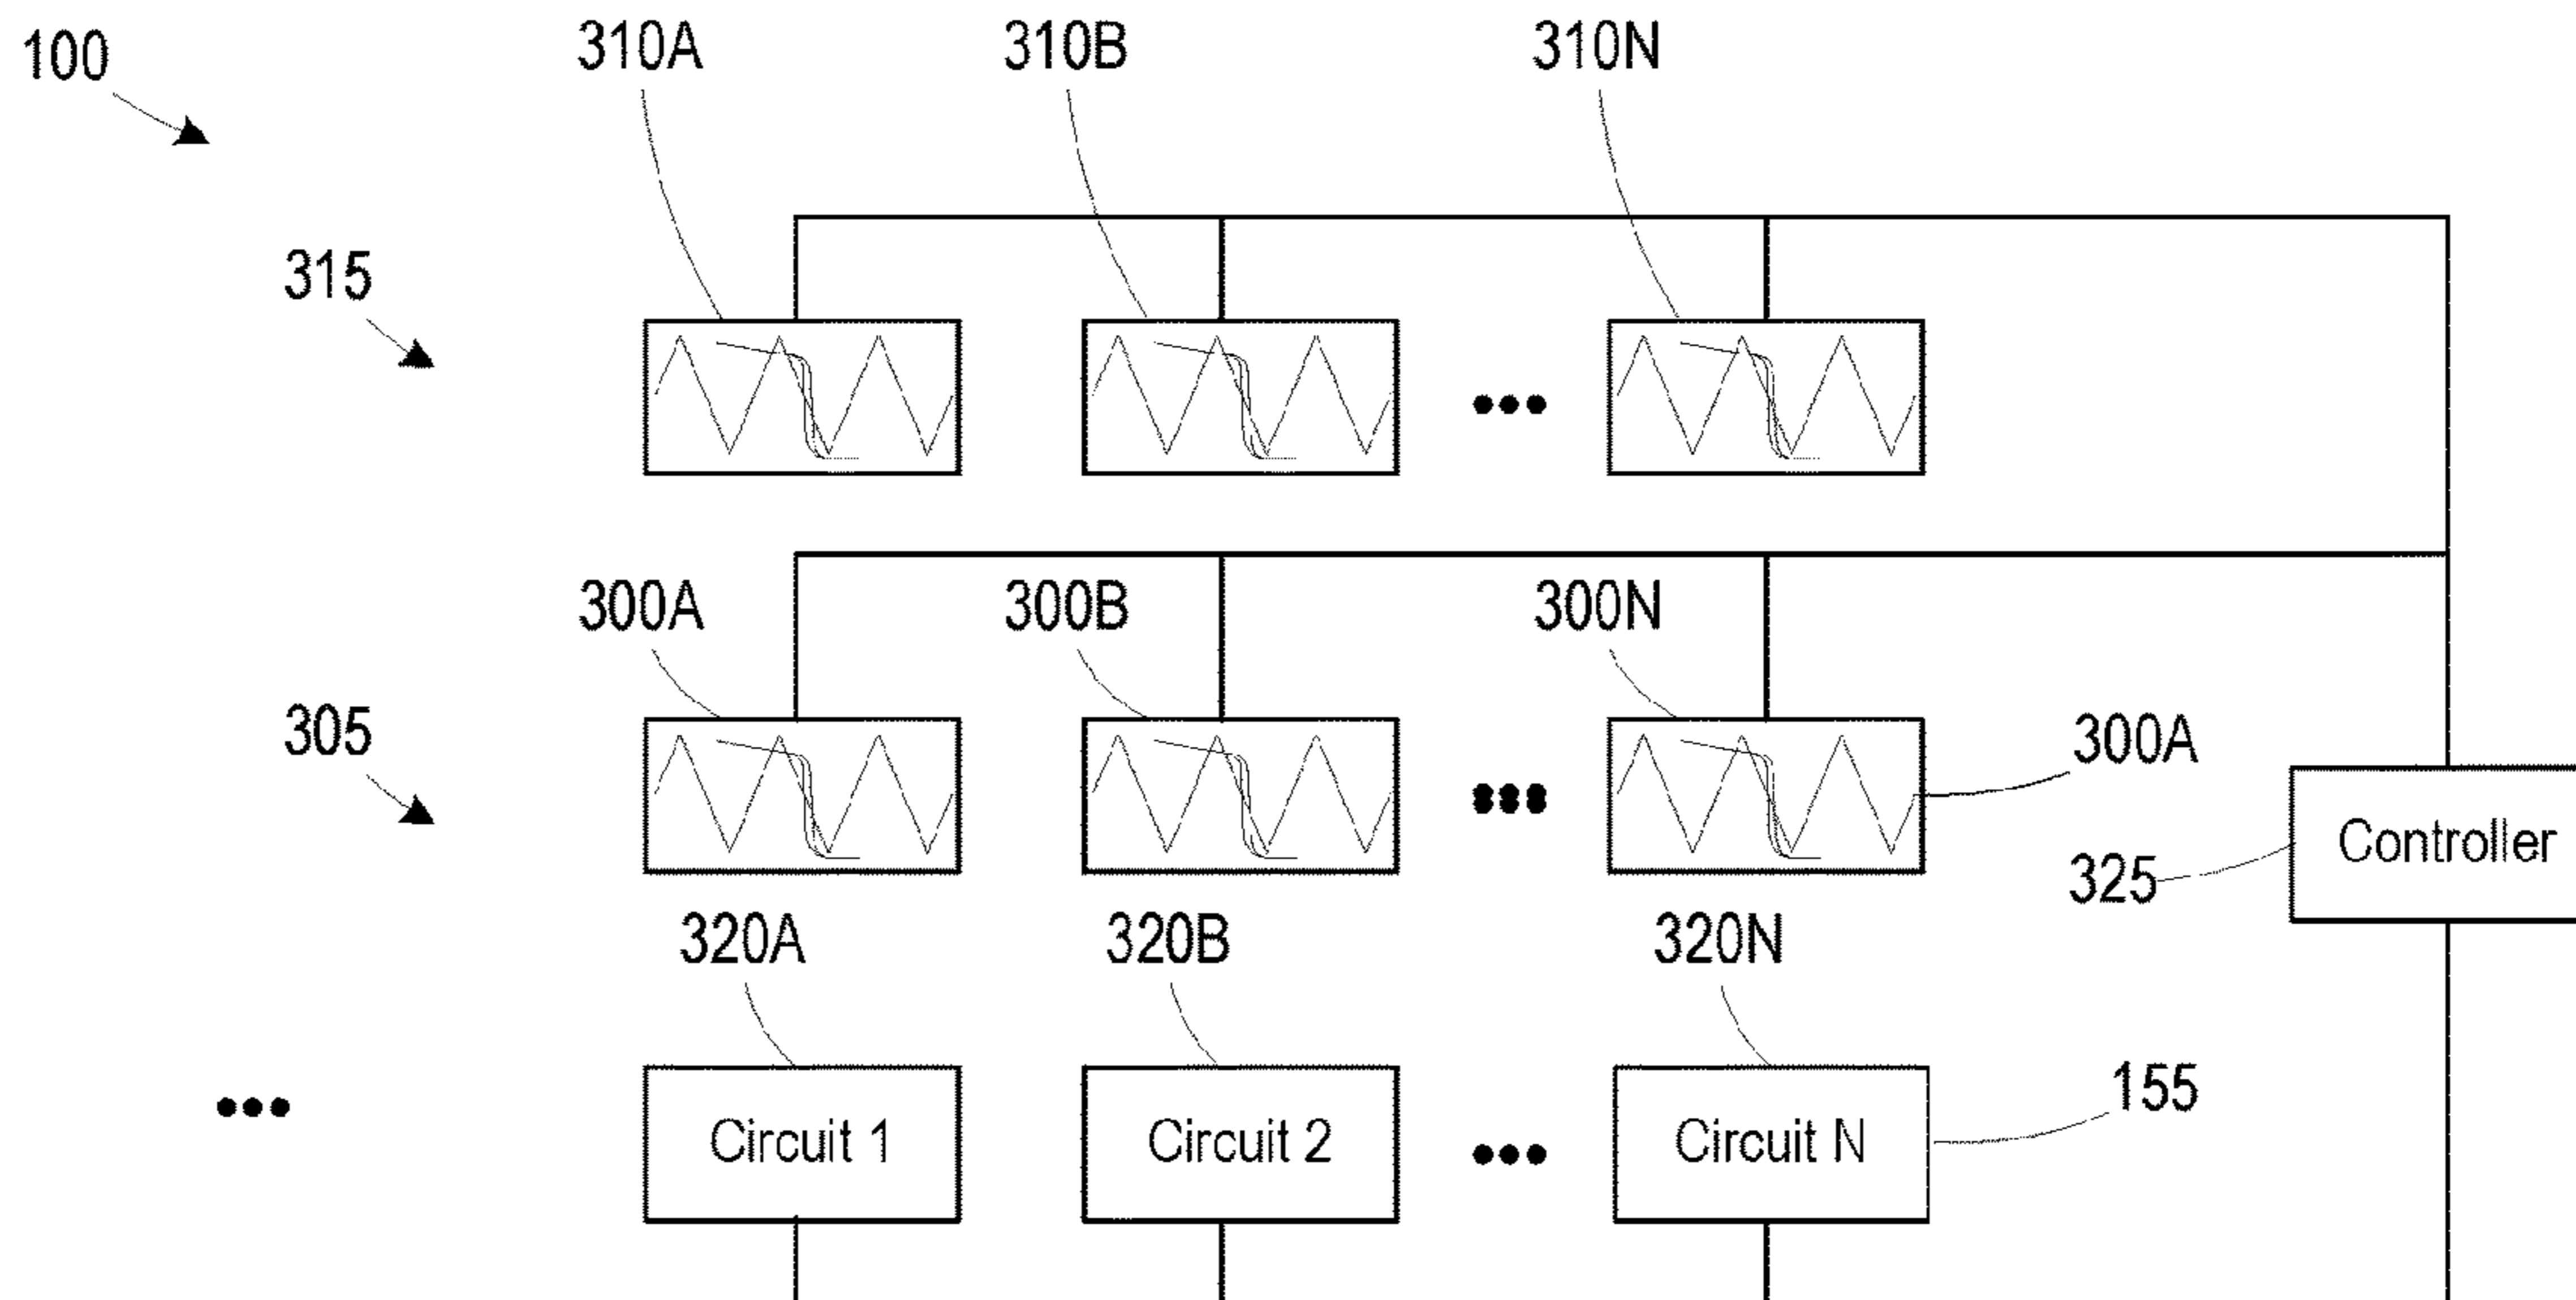 100
310A 310B 310N
315
300A 300B 300N
305
300A
Controller
325
320A 320B 320N
155
Circuit 1 Circuit 2 Circuit N